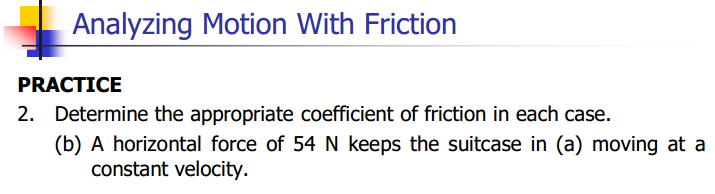 Analyzing Motion With Friction
PRACTICE
2. Determine the appropriate coefficient of friction in each case.
(b) A horizontal force of 54 N keeps the suitcase in (a) moving at a
constant velocity.